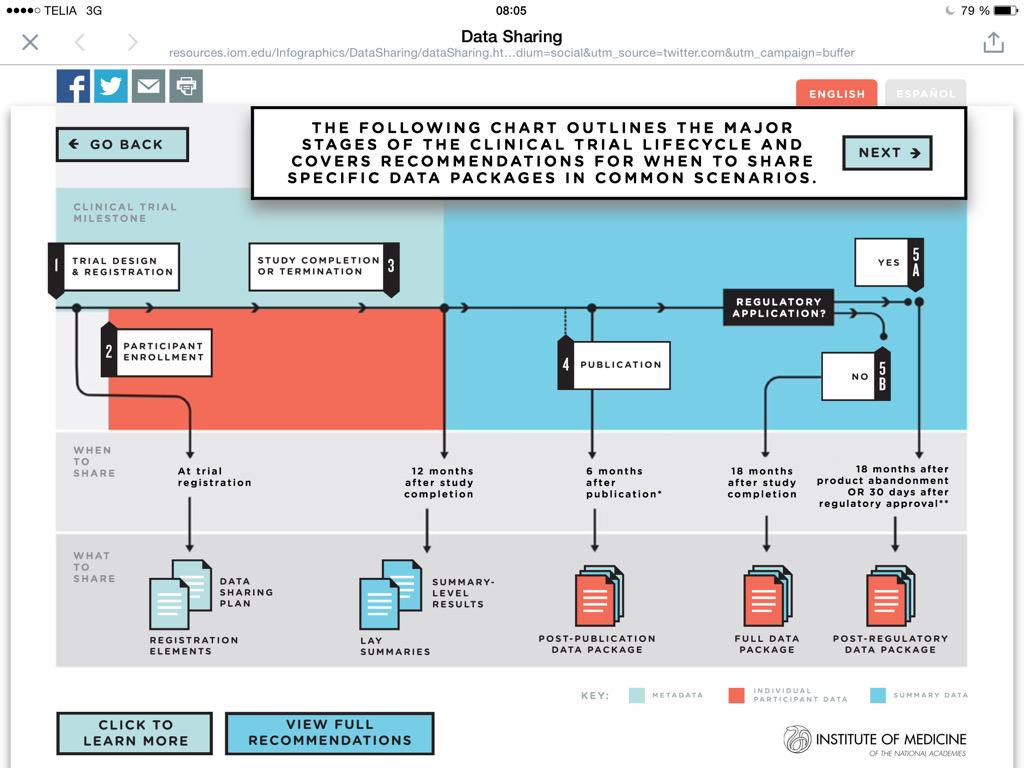 TELIA 3G
08:05
79 %
Data Sharing
resources.iom.edu/Infographics/DataSharing/dataSharing.ht...dium=social&utm_source=twitter.com&utm_campaign=buffer
ENGLISH
ESPAÑOL
GO BACK
THE FOLLOWING CHART OUTLINES THE MAJOR
STAGES OF THE CLINICAL TRIAL LIFECYCLE AND
COVERS RECOMMENDATIONS FOR WHEN TO SHARE
SPECIFIC DATA PACKAGES IN COMMON SCENARIOS.
NEXT
CLINICAL TRIAL
MILESTONE
1
TRIAL DESIGN
& REGISTRATION
STUDY COMPLETION
OR TERMINATION
3
YES
5
A
REGULATORY
APPLICATION?
2
PARTICIPANT
ENROLLMENT
4
PUBLICATION
NO
5
B
WHEN
TO
SHARE
At trial
registration
12 months
after study
completion
6 months
after
publication*
18 months
after study
completion
18 months after
product abandonment
OR 30 days after
regulatory approval**
WHAT
TO
SHARE
DATA
SHARING
PLAN
REGISTRATION
ELEMENTS
SUMMARY-
LEVEL
RESULTS
LAY
SUMMARIES
POST-PUBLICATION
DATA PACKAGE
FULL DATA
PACKAGE
POST-REGULATORY
DATA PACKAGE
KEY:
METADATA
INDIVIDUAL
PARTICIPANT DATA
SUMMARY DATA
CLICK TO
LEARN MORE
VIEW FULL
RECOMMENDATIONS
INSTITUTE OF MEDICINE
OF THE NATIONAL ACADEMIES